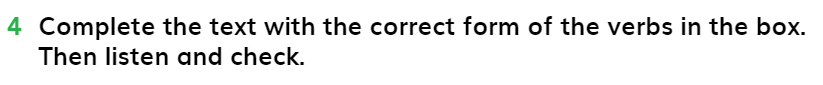 4 Complete the text with the correct form of the verbs in the box.
Then listen and check.